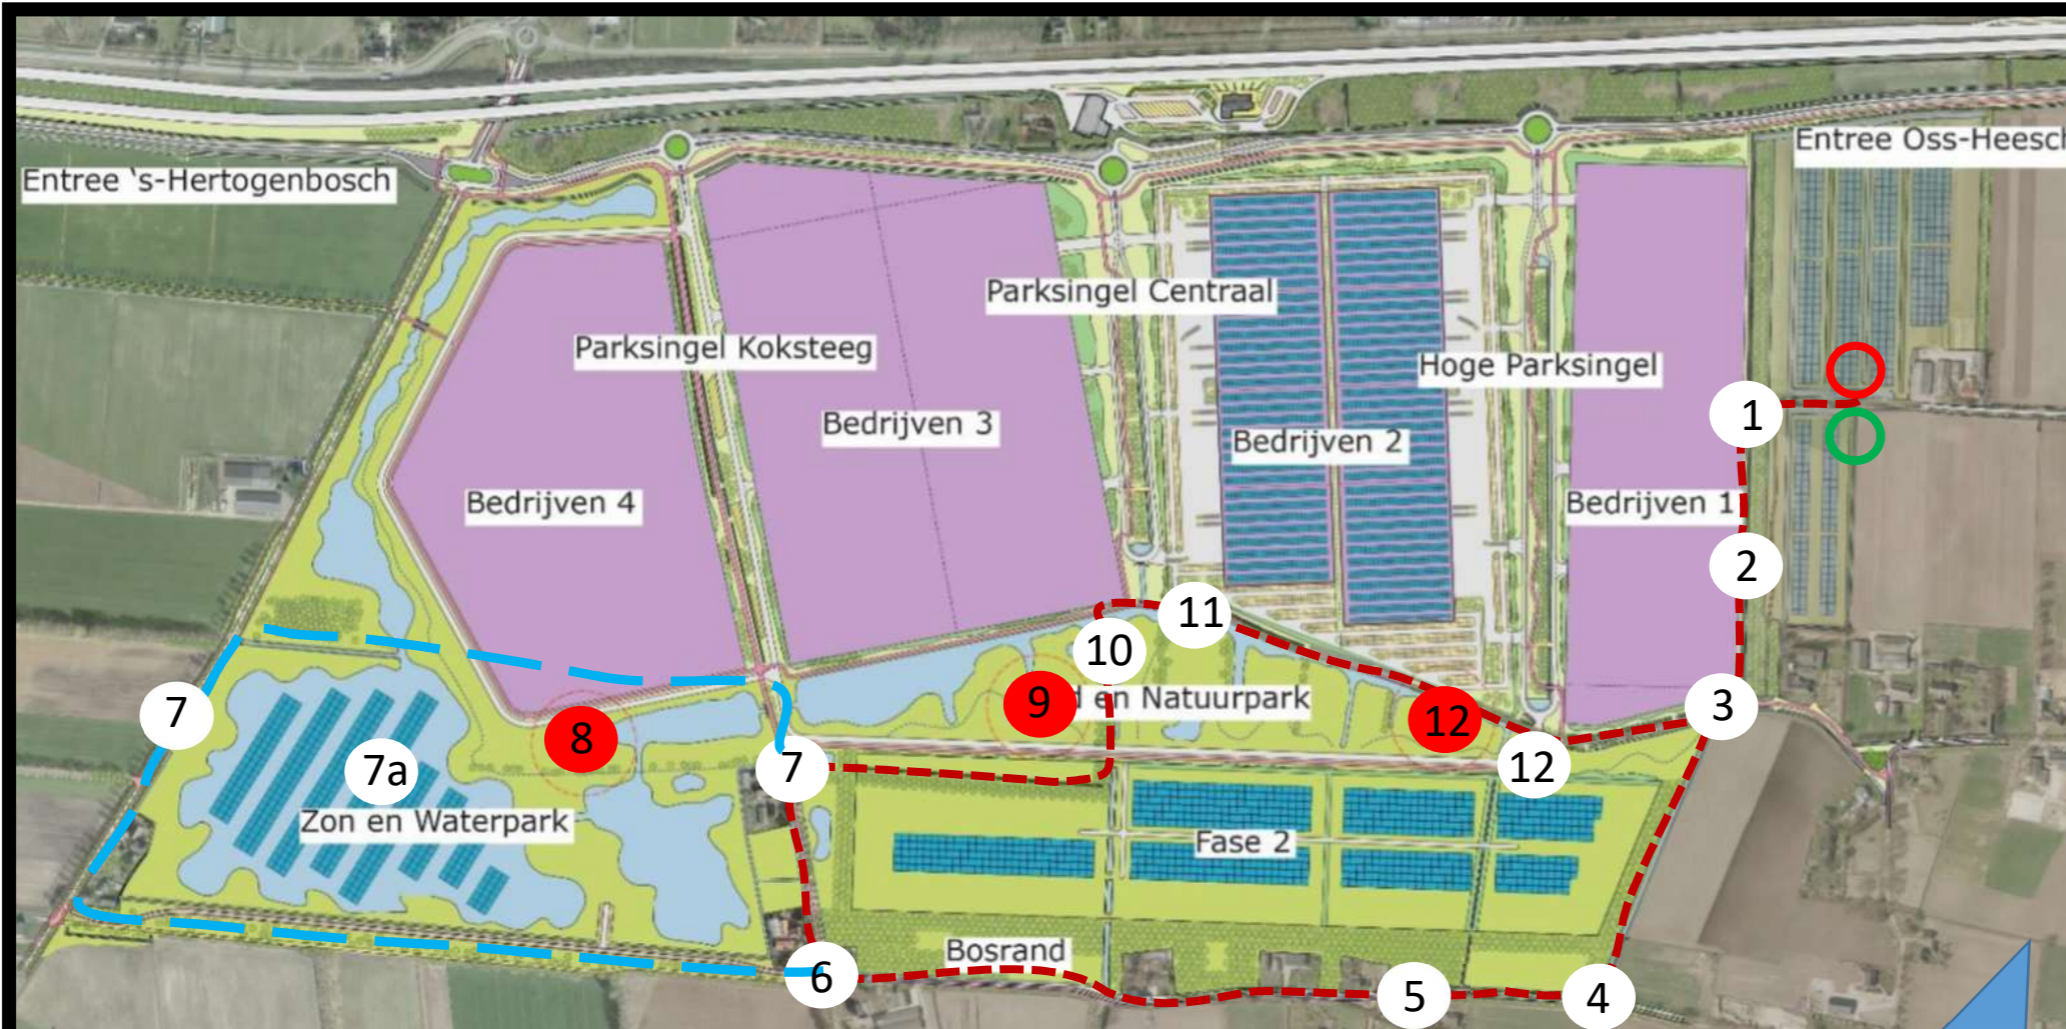 Entree Oss-Heesch
Entree 's-Hertogenbosch
Parksingel Centraal
Parksingel Koksteeg
Hoge Parksingel
1
Bedrijven 3
Bedrijven 2
Bedrijven 4
Bedrijven 1
2
11
10
9
d en Natuurpark
3
7
12
8
7a
7
12
Zon en Waterpark
Fase 2
Bosrand
6
5
4